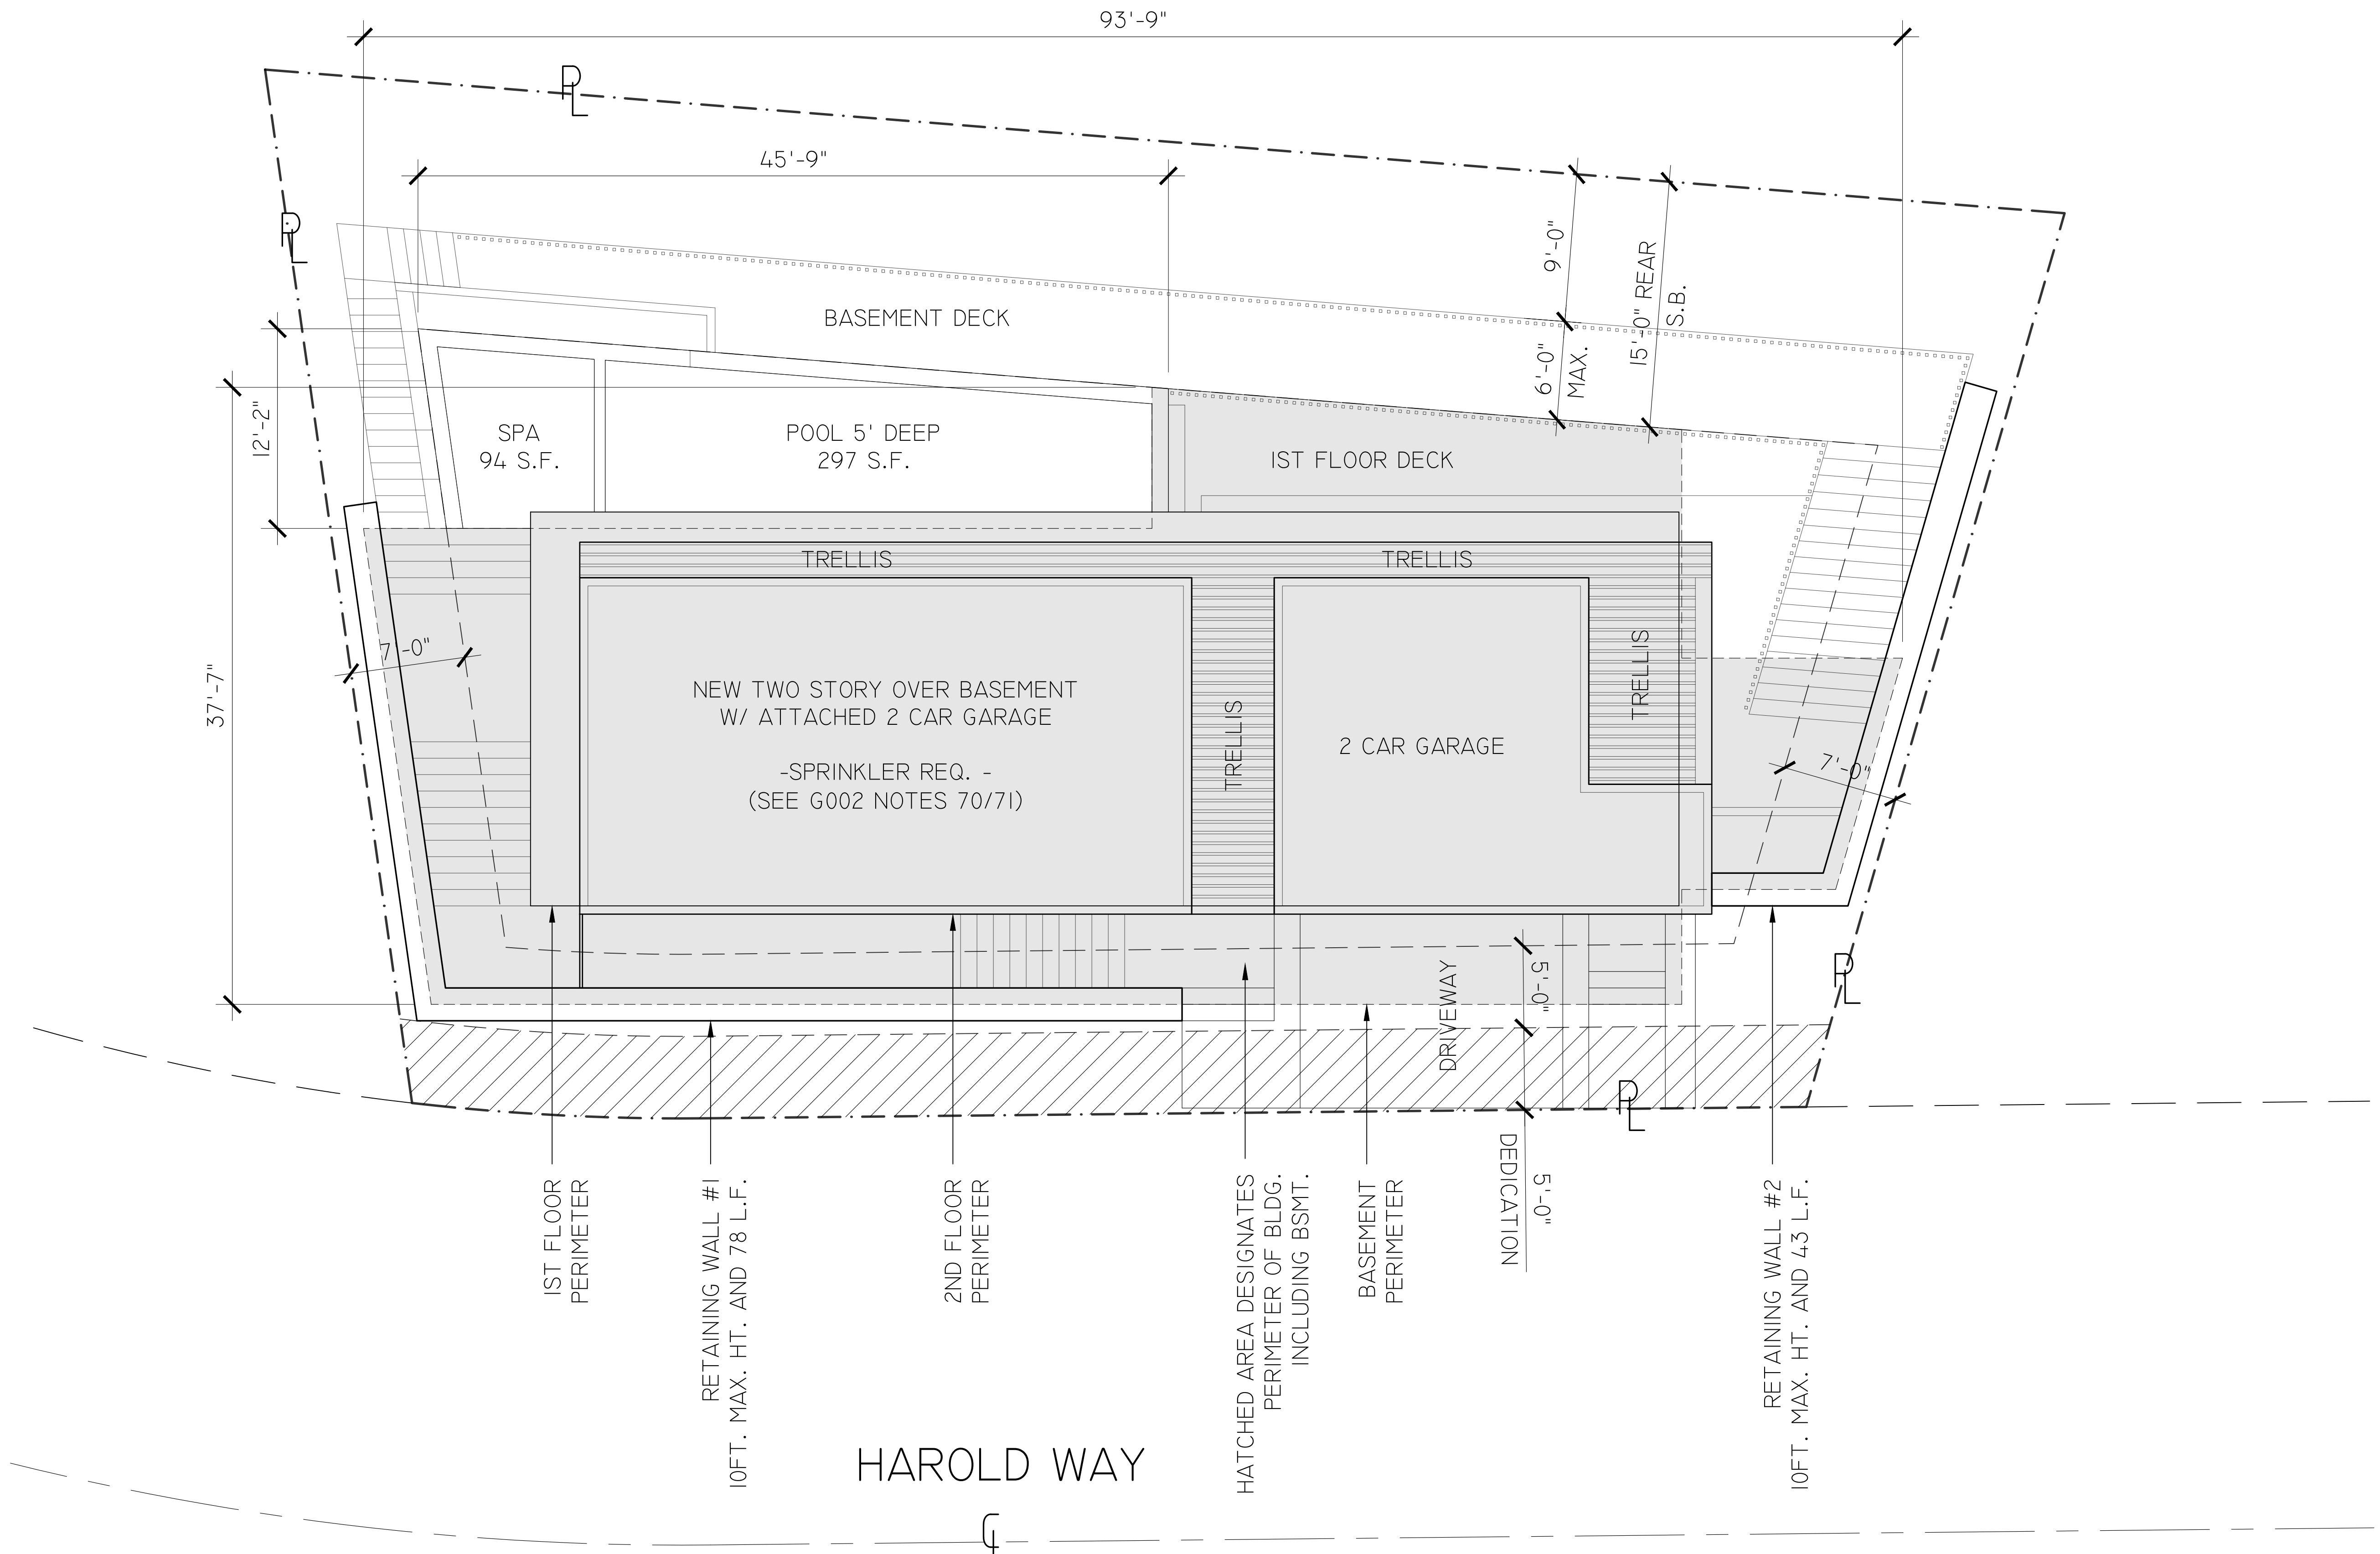 93'-9"
PL
45'-9"
PL
9'-0"
15'-0" REAR
S.B.
BASEMENT DECK
6'-0"
MAX.
12'-2"
SPA
94 S.F.
POOL 5' DEEP
297 S.F.
1ST FLOOR DECK
TRELLIS
TRELLIS
7'-0"
37'-7"
NEW TWO STORY OVER BASEMENT
W/ ATTACHED 2 CAR GARAGE
-SPRINKLER REQ. -
(SEE G002 NOTES 70/71)
TRELLIS
2 CAR GARAGE
TRELLIS
7'-0"
DRIVEWAY
5'-0"
PL
PL
1ST FLOOR
PERIMETER
RETAINING WALL #1
10FT. MAX. HT. AND 78 L.F.
2ND FLOOR
PERIMETER
HATCHED AREA DESIGNATES
PERIMETER OF BLDG.
INCLUDING BSMT.
BASEMENT
PERIMETER
5'-0"
DEDICATION
RETAINING WALL #2
10FT. MAX. HT. AND 43 L.F.
HAROLD WAY
CL